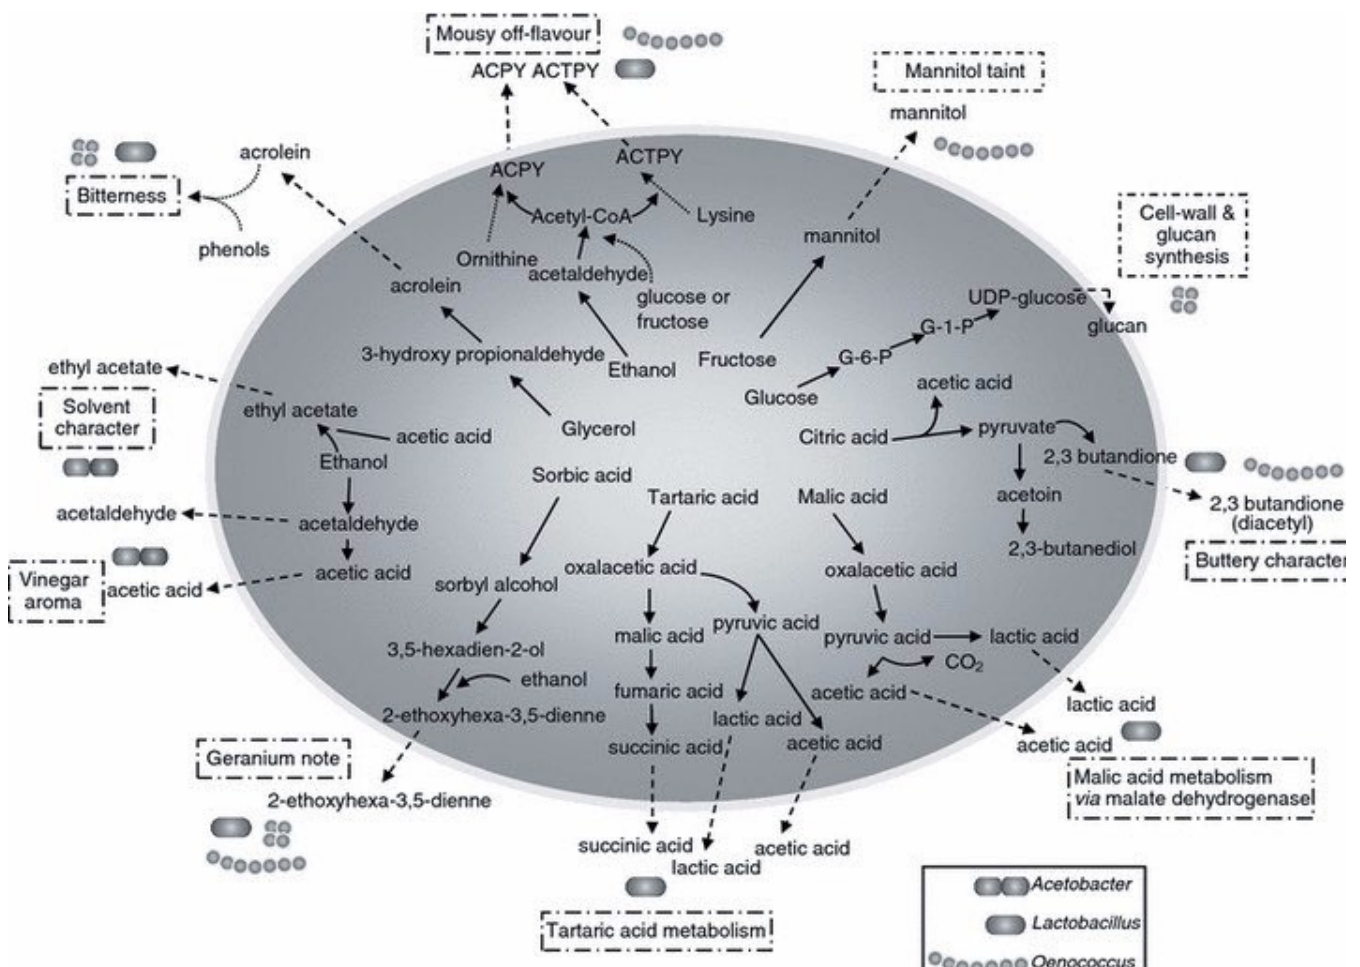 Mousy off-flavour
ACPY ACTPY
Mannitol taint
mannitol
acrolein
Bitterness
phenols
ACPY
ACTPY
Acetyl-CoA
Lysine
Ornithine
acetaldehyde
glucose or
fructose
Ethanol
mannitol
Fructose
Cell-wall &
glucan
synthesis
UDP-glucose
glucan
G-1-P
G-6-P
Glucose
acrolein
3-hydroxy propionaldehyde
Glycerol
ethyl acetate
Solvent
character
ethyl acetate
acetic acid
Ethanol
acetaldehyde
acetaldehyde
Vinegar
aroma
acetic acid
acetic acid
acetic acid
Citric acid
pyruvate
2,3 butandione
acetoin
2,3-butanediol
2,3 butandione
(diacetyl)
Buttery character
Sorbic acid
sorbyl alcohol
3,5-hexadien-2-ol
ethanol
2-ethoxyhexa-3,5-dienne
Geranium note
2-ethoxyhexa-3,5-dienne
Tartaric acid
oxalacetic acid
malic acid
pyruvic acid
fumaric acid
lactic acid
succinic acid
acetic acid
succinic acid
lactic acid
acetic acid
Tartaric acid metabolism
Malic acid
oxalacetic acid
pyruvic acid
lactic acid
CO₂
acetic acid
lactic acid
acetic acid
Malic acid metabolism
via malate dehydrogenase
Acetobacter
Lactobacillus
Oenococcus